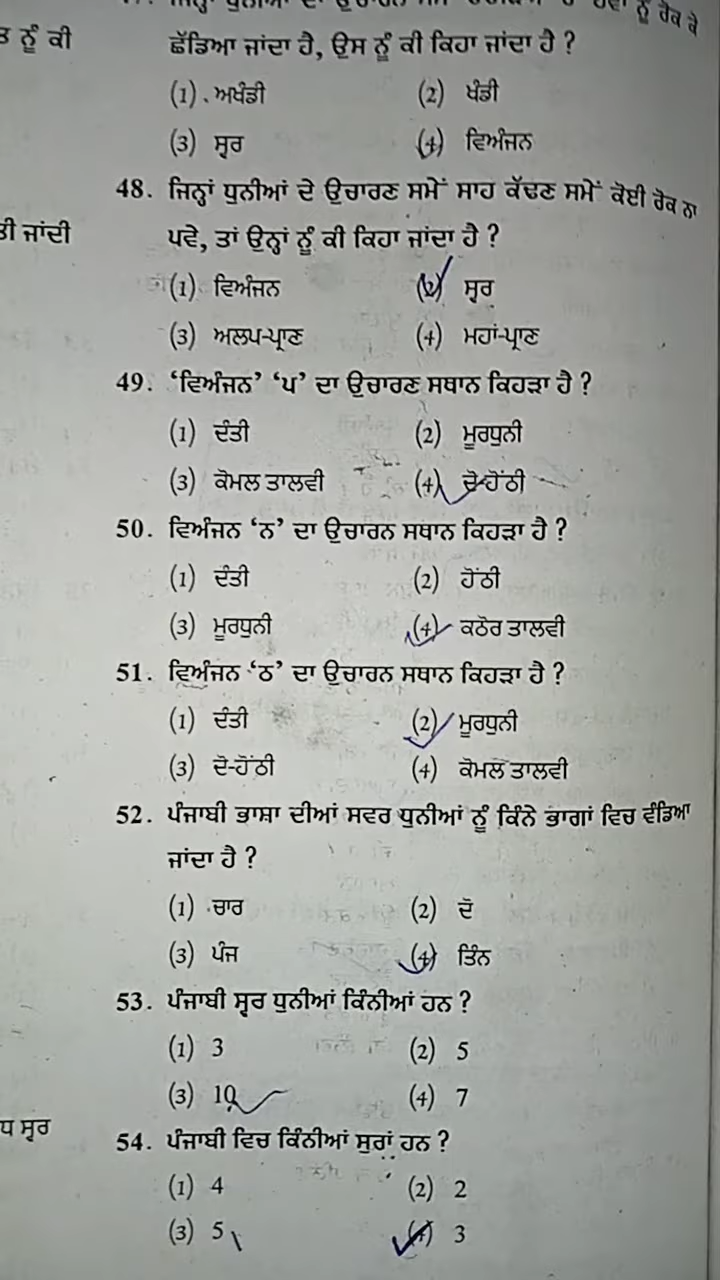 ਨੂੰ ਕੀ
ਛੱਡਿਆ ਜਾਂਦਾ ਹੈ, ਉਸ ਨੂੰ ਕੀ ਕਿਹਾ ਜਾਂਦਾ ਹੈ ?
(1) ਅਖੰਡੀ (2) ਖੰਡੀ
(3) ਸ੍ਵਰ (4) ਵਿਅੰਜਨ
48. ਜਿਨ੍ਹਾਂ ਧੁਨੀਆਂ ਦੇ ਉਚਾਰਣ ਸਮੇਂ ਸਾਹ ਕੱਢਣ ਸਮੇਂ ਕੋਈ ਰੋਕ ਨਾ
ਜਾਂਦੀ
ਪਵੇ, ਤਾਂ ਉਨ੍ਹਾਂ ਨੂੰ ਕੀ ਕਿਹਾ ਜਾਂਦਾ ਹੈ ?
(1) ਵਿਅੰਜਨ (2) ਸ੍ਵਰ
(3) ਅਲਪ-ਪ੍ਰਾਣ (4) ਮਹਾਂ-ਪ੍ਰਾਣ
49. ‘ਵਿਅੰਜਨ’ ‘ਪ’ ਦਾ ਉਚਾਰਣ ਸਥਾਨ ਕਿਹੜਾ ਹੈ ?
(1) ਦੰਤੀ (2) ਮੂਰਧੁਨੀ
(3) ਕੋਮਲ ਤਾਲਵੀ (4) ਦੋ-ਹੋਂਠੀ
50. ਵਿਅੰਜਨ ‘ਨ’ ਦਾ ਉਚਾਰਨ ਸਥਾਨ ਕਿਹੜਾ ਹੈ ?
(1) ਦੰਤੀ (2) ਹੋਂਠੀ
(3) ਮੂਰਧੁਨੀ (4) ਕਠੋਰ ਤਾਲਵੀ
51. ਵਿਅੰਜਨ ‘ਠ’ ਦਾ ਉਚਾਰਨ ਸਥਾਨ ਕਿਹੜਾ ਹੈ ?
(1) ਦੰਤੀ (2) ਮੂਰਧੁਨੀ
(3) ਦੋ-ਹੋਂਠੀ (4) ਕੋਮਲ ਤਾਲਵੀ
52. ਪੰਜਾਬੀ ਭਾਸ਼ਾ ਦੀਆਂ ਸਵਰ ਧੁਨੀਆਂ ਨੂੰ ਕਿੰਨੇ ਭਾਗਾਂ ਵਿਚ ਵੰਡਿਆ
ਜਾਂਦਾ ਹੈ ?
(1) ਚਾਰ (2) ਦੋ
(3) ਪੰਜ (4) ਤਿੰਨ
53. ਪੰਜਾਬੀ ਸ੍ਵਰ ਧੁਨੀਆਂ ਕਿੰਨੀਆਂ ਹਨ ?
(1) 3 (2) 5
(3) 10 (4) 7
ਸ੍ਵਰ
54. ਪੰਜਾਬੀ ਵਿਚ ਕਿੰਨੀਆਂ ਸੁਰਾਂ ਹਨ ?
(1) 4 (2) 2
(3) 5 (4) 3